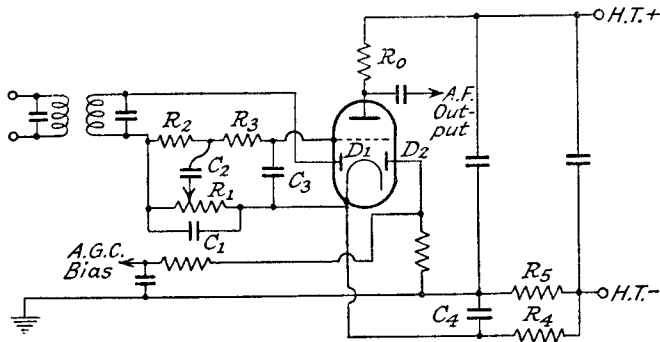 H.T.+
R0
A.F.
Out-
put
R2
R3
D1
D2
C2
R1
C3
C1
A.G.C.
Bias
R5
H.T.-
C4
R4